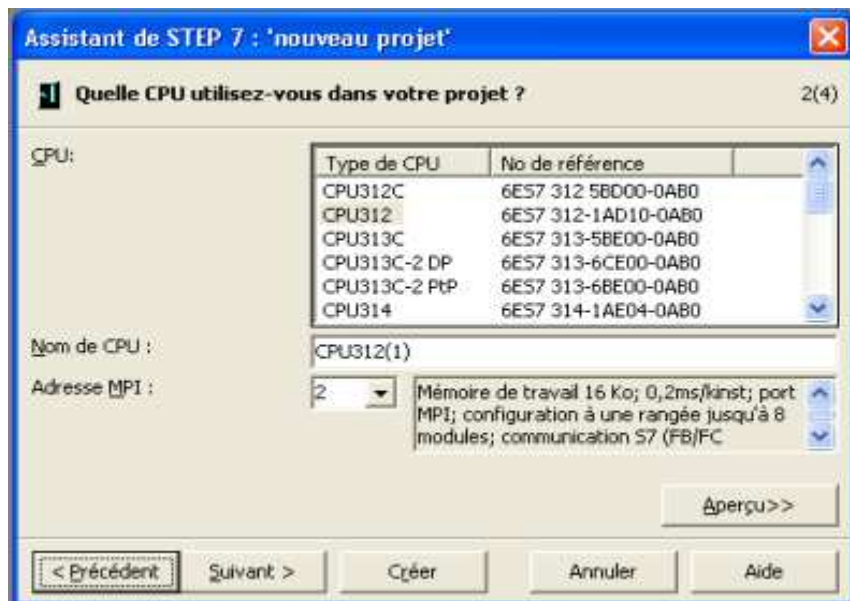 Assistant de STEP 7 : 'nouveau projet'
Quelle CPU utilisez-vous dans votre projet ? 2(4)
CPU:
Type de CPU No de référence
CPU312C 6ES7 312 5BD00-0AB0
CPU312 6ES7 312-1AD10-0AB0
CPU313C 6ES7 313-5BE00-0AB0
CPU313C-2 DP 6ES7 313-6CE00-0AB0
CPU313C-2 PtP 6ES7 313-6BE00-0AB0
CPU314 6ES7 314-1AE04-0AB0
Nom de CPU :
CPU312(1)
Adresse MPI :
2
Mémoire de travail 16 Ko; 0,2ms/kinst; port
MPI; configuration à une rangée jusqu'à 8
modules; communication S7 (FB/FC
Aperçu>>
< Précédent Suivant > Créer Annuler Aide